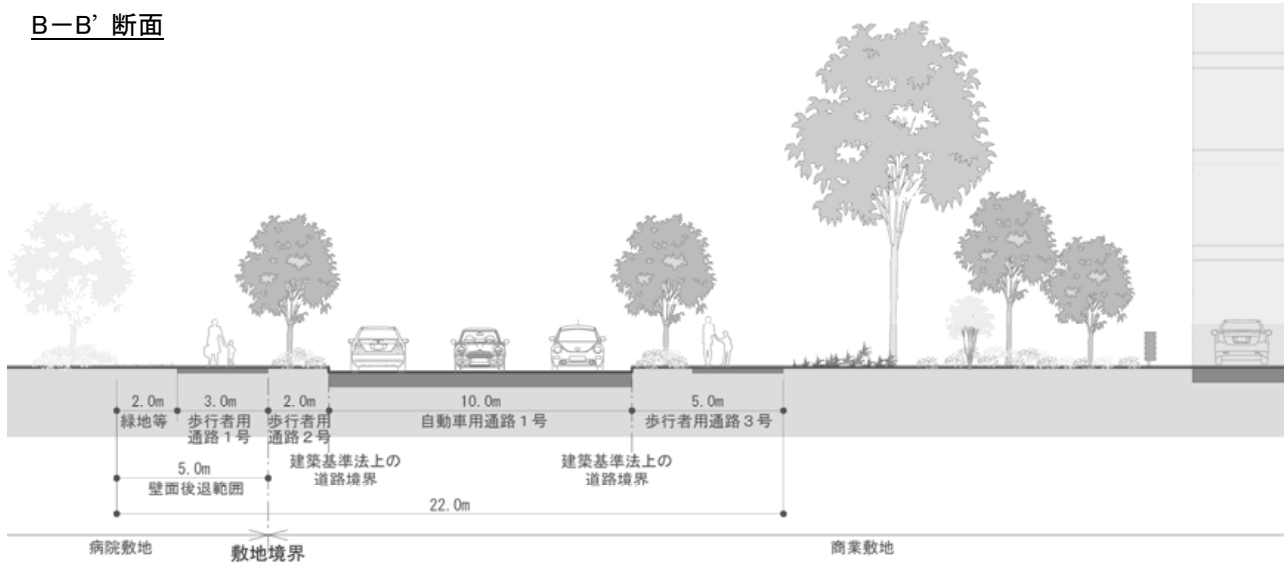 B－B’ 断面
2.0m
緑地等
3.0m
歩行者用
通路１号
2.0m
歩行者用
通路２号
10.0m
自動車用通路１号
5.0m
歩行者用通路３号
建築基準法上の
道路境界
建築基準法上の
道路境界
5.0m
壁面後退範囲
22.0m
病院敷地
敷地境界
商業敷地